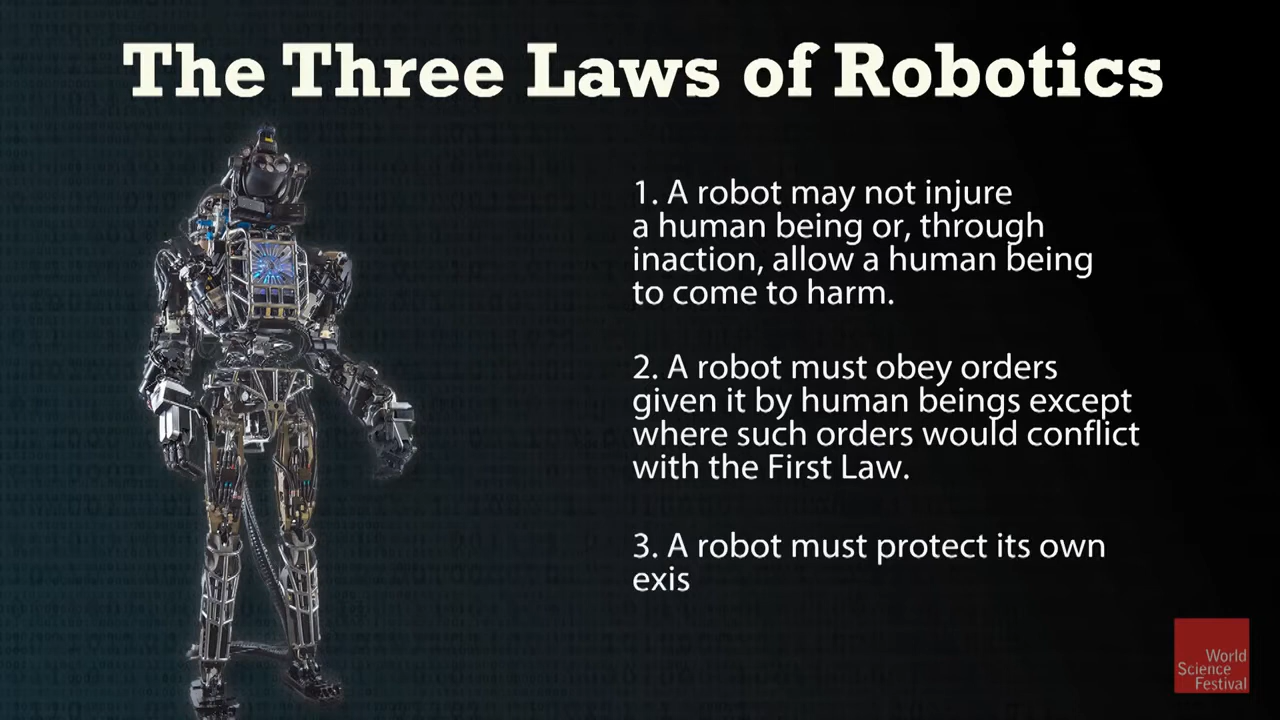 The Three Laws of Robotics
1. A robot may not injure
a human being or, through
inaction, allow a human being
to come to harm.
2. A robot must obey orders
given it by human beings except
where such orders would conflict
with the First Law.
3. A robot must protect its own
exis
World
Science
Festival